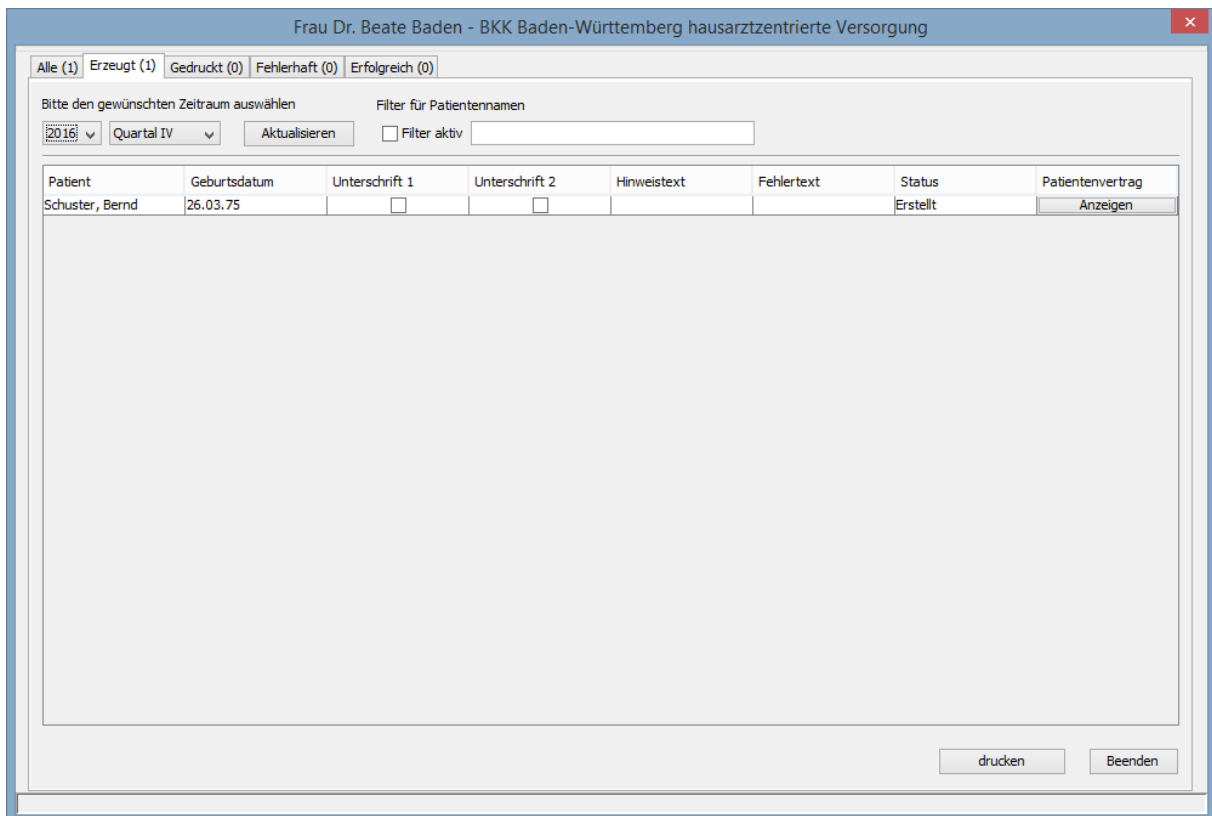 Frau Dr. Beate Baden - BKK Baden-Württemberg hausarztzentrierte Versorgung
Alle (1) Erzeugt (1) Gedruckt (0) Fehlerhaft (0) Erfolgreich (0)
Bitte den gewünschten Zeitraum auswählen Filter für Patientennamen
2016 Quartal IV Aktualisieren Filter aktiv
Patient Geburtsdatum Unterschrift 1 Unterschrift 2 Hinweistext Fehlertext Status Patientenvertrag
Schuster, Bernd 26.03.75 Erstellt Anzeigen
drucken Beenden